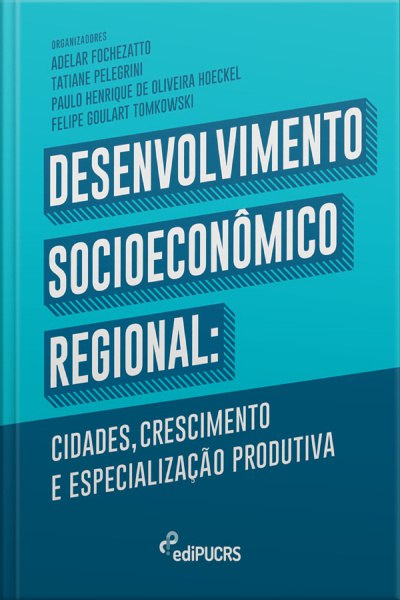 ORGANIZADORES
ADELAR FOCHEZATTO
TATIANE PELEGRINI
PAULO HENRIQUE DE OLIVEIRA HOECKEL
FELIPE GOULART TOMKOWSKI
DESENVOLVIMENTO
SOCIOECONÔMICO
REGIONAL:
CIDADES, CRESCIMENTO
E ESPECIALIZAÇÃO PRODUTIVA
ediPUCRS